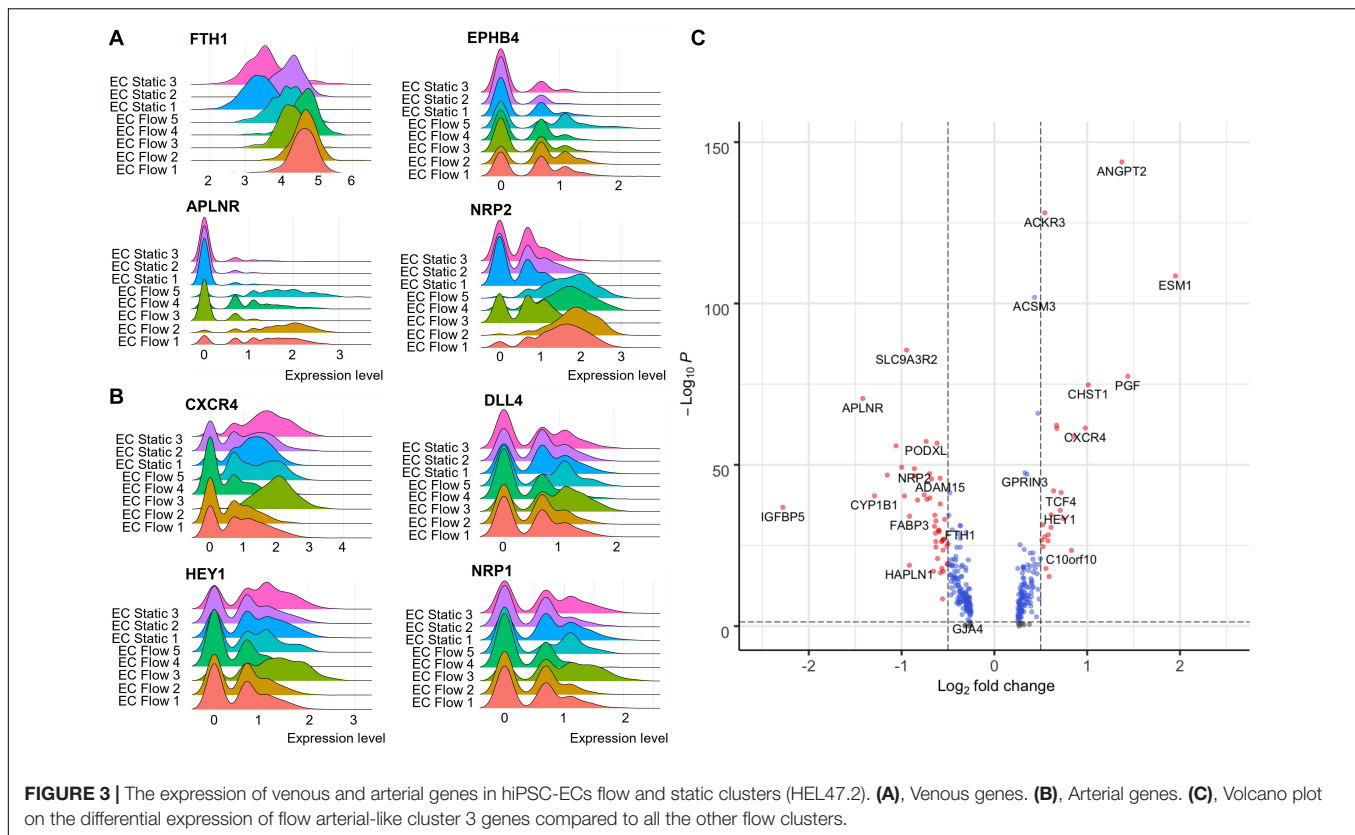 A
FTH1
EC Static 3
EC Static 2
EC Static 1
EC Flow 5
EC Flow 4
EC Flow 3
EC Flow 2
EC Flow 1
2 3 4 5 6
EPHB4
EC Static 3
EC Static 2
EC Static 1
EC Flow 5
EC Flow 4
EC Flow 3
EC Flow 2
EC Flow 1
0 1 2
APLNR
EC Static 3
EC Static 2
EC Static 1
EC Flow 5
EC Flow 4
EC Flow 3
EC Flow 2
EC Flow 1
0 1 2 3
Expression level
NRP2
EC Static 3
EC Static 2
EC Static 1
EC Flow 5
EC Flow 4
EC Flow 3
EC Flow 2
EC Flow 1
0 1 2 3
Expression level
B
CXCR4
EC Static 3
EC Static 2
EC Static 1
EC Flow 5
EC Flow 4
EC Flow 3
EC Flow 2
EC Flow 1
0 1 2 3 4
DLL4
EC Static 3
EC Static 2
EC Static 1
EC Flow 5
EC Flow 4
EC Flow 3
EC Flow 2
EC Flow 1
0 1 2
HEY1
EC Static 3
EC Static 2
EC Static 1
EC Flow 5
EC Flow 4
EC Flow 3
EC Flow 2
EC Flow 1
0 1 2 3
Expression level
NRP1
EC Static 3
EC Static 2
EC Static 1
EC Flow 5
EC Flow 4
EC Flow 3
EC Flow 2
EC Flow 1
0 1 2
Expression level
C
150
100
50
0
−Log10 P
ANGPT2
ACKR3
ESM1
ACSM3
SLC9A3R2
PGF
CHST1
APLNR
CXCR4
PODXL
NRP2
GPRIN3
ADAM15
CYP1B1
TCF4
IGFBP5
HEY1
FABP3
FTH1
C10orf10
HAPLN1
GJA4
-2 -1 0 1 2
Log2 fold change
FIGURE 3 | The expression of venous and arterial genes in hiPSC-ECs flow and static clusters (HEL47.2). (A), Venous genes. (B), Arterial genes. (C), Volcano plot
on the differential expression of flow arterial-like cluster 3 genes compared to all the other flow clusters.